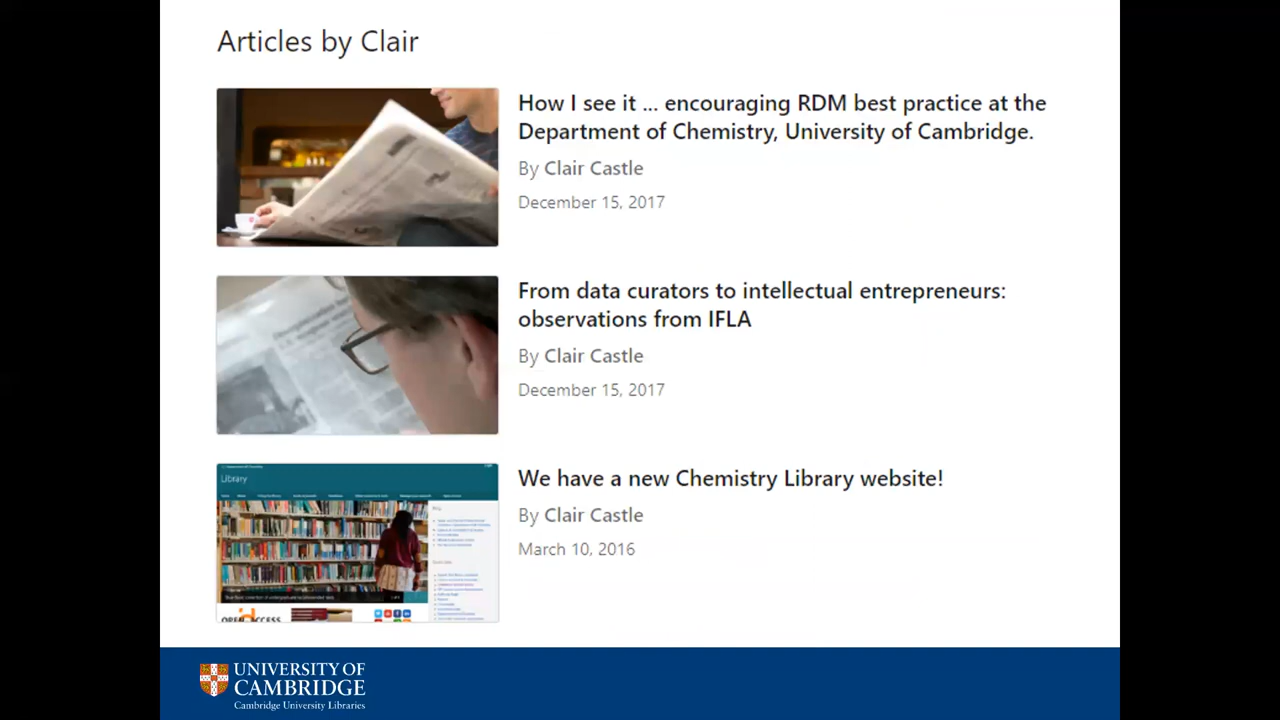 Articles by Clair
How I see it ... encouraging RDM best practice at the
Department of Chemistry, University of Cambridge.
By Clair Castle
December 15, 2017
From data curators to intellectual entrepreneurs:
observations from IFLA
By Clair Castle
December 15, 2017
Library
We have a new Chemistry Library website!
By Clair Castle
March 10, 2016
UNIVERSITY OF
CAMBRIDGE
Cambridge University Libraries